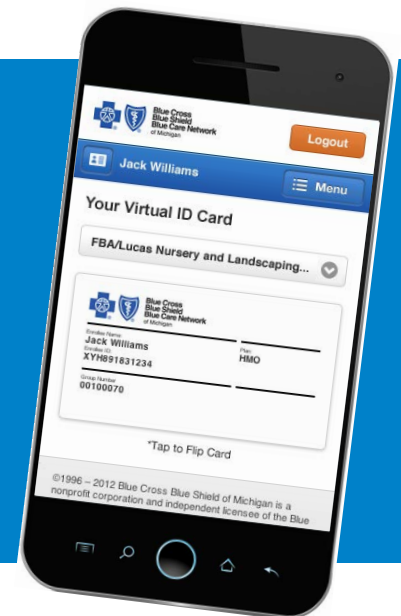 Blue Cross
Blue Shield
Blue Care Network
of Michigan
Logout
Jack Williams
Menu
Your Virtual ID Card
FBA/Lucas Nursery and Landscaping...
Blue Cross
Blue Shield
Blue Care Network
of Michigan
Enrollee Name
Jack Williams
Plan
HMO
Enrollee ID
XYH891831234
Group Number
00100070
*Tap to Flip Card
©1996 – 2012 Blue Cross Blue Shield of Michigan is a
nonprofit corporation and independent licensee of the Blue